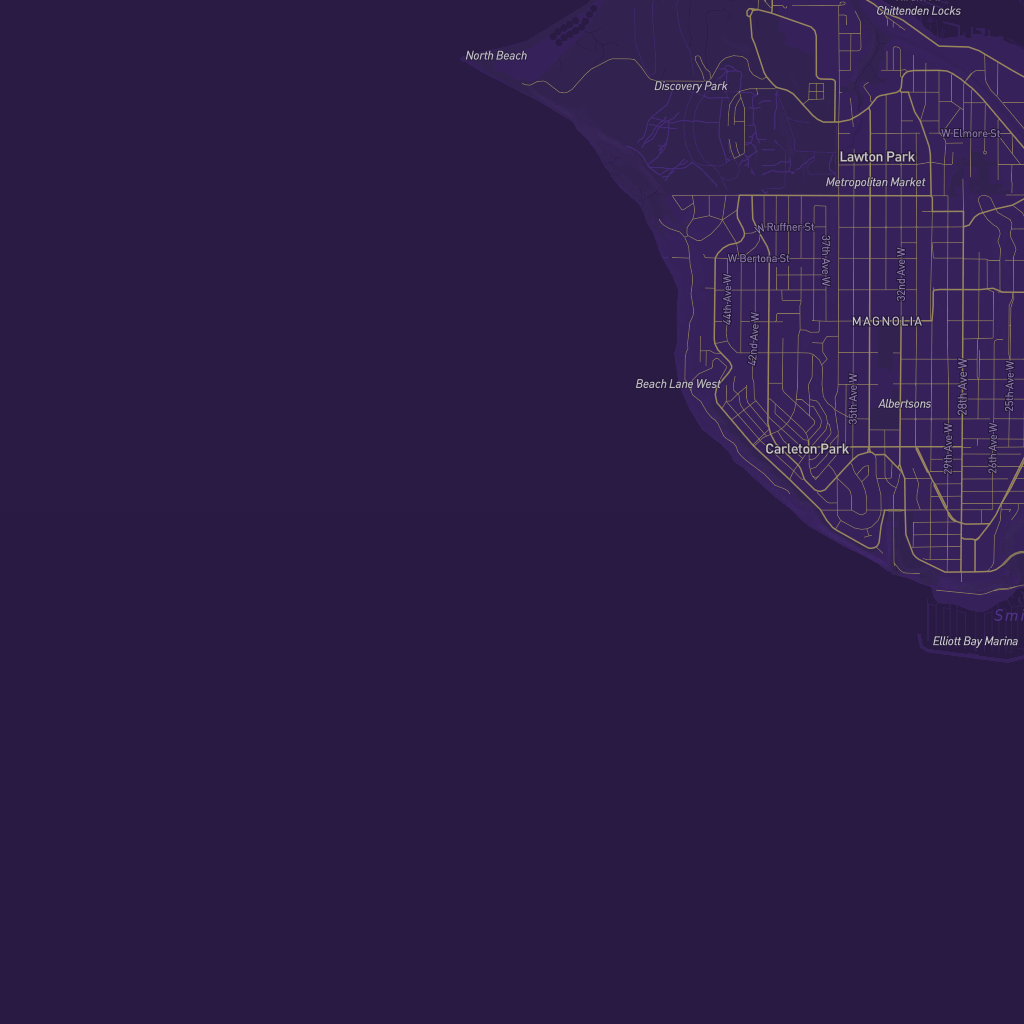 Chittenden Locks
North Beach
Discovery Park
W Elmore St
Lawton Park
Metropolitan Market
W Ruffner St
37th Ave W
W Bertona St
32nd Ave W
44th Ave W
MAGNOLIA
42nd Ave W
Beach Lane West
28th Ave W
25th Ave W
35th Ave W
Albertsons
Carleton Park
29th Ave W
26th Ave W
Smi
Elliott Bay Marina